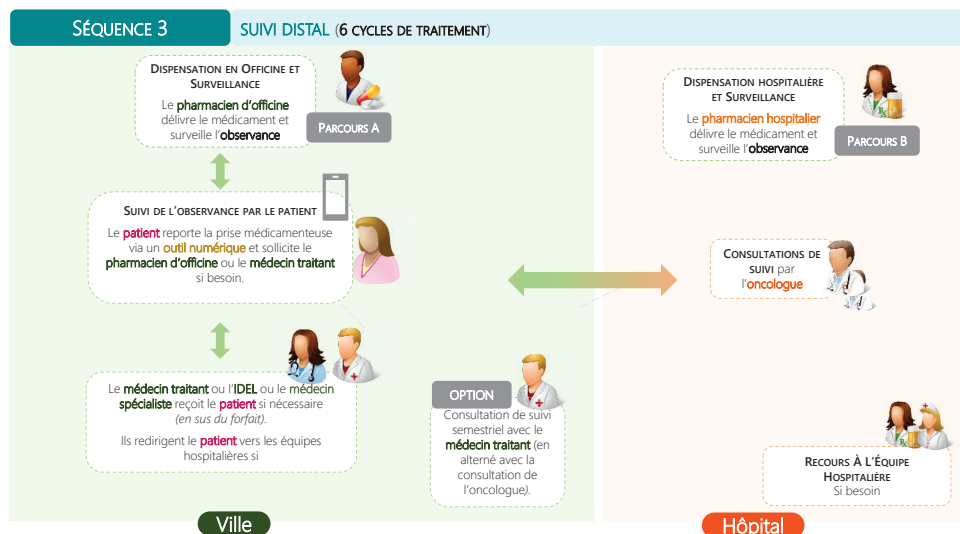 SÉQUENCE 3
SUIVI DISTAL (6 CYCLES DE TRAITEMENT)
DISPENSATION EN OFFICINE ET
SURVEILLANCE
Le pharmacien d'officine
délivre le médicament et
surveille l'observance
PARCOURS A
SUIVI DE L'OBSERVANCE PAR LE PATIENT
Le patient reporte la prise médicamenteuse
via un outil numérique et sollicite le
pharmacien d'officine ou le médecin traitant
si besoin.
Le médecin traitant ou l'IDEL ou le médecin
spécialiste reçoit le patient si nécessaire
(en sus du forfait).
Ils redirigent le patient vers les équipes
hospitalières si
OPTION
Consultation de suivi
semestriel avec le
médecin traitant (en
alterné avec la
consultation de
l'oncologue).
Ville
DISPENSATION HOSPITALIÈRE
ET SURVEILLANCE
Le pharmacien hospitalier
délivre le médicament et
surveille l'observance
PARCOURS B
CONSULTATIONS DE
SUIVI par
l'oncologue
RECOURS À L'ÉQUIPE
HOSPITALIÈRE
Si besoin
Hôpital